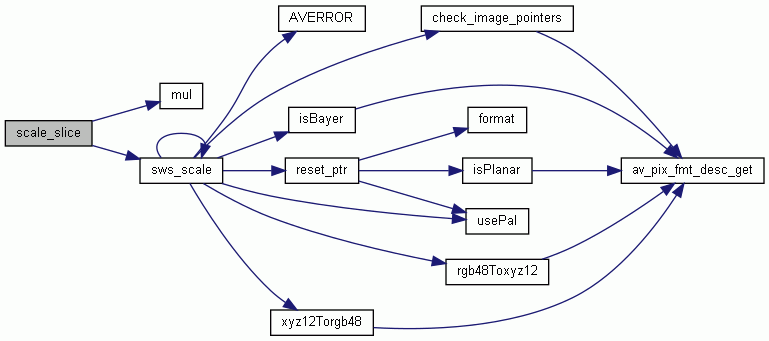 AVERROR
check_image_pointers
mul
isBayer
format
scale_slice
sws_scale
reset_ptr
isPlanar
av_pix_fmt_desc_get
usePal
rgb48Toxyz12
xyz12Torgb48